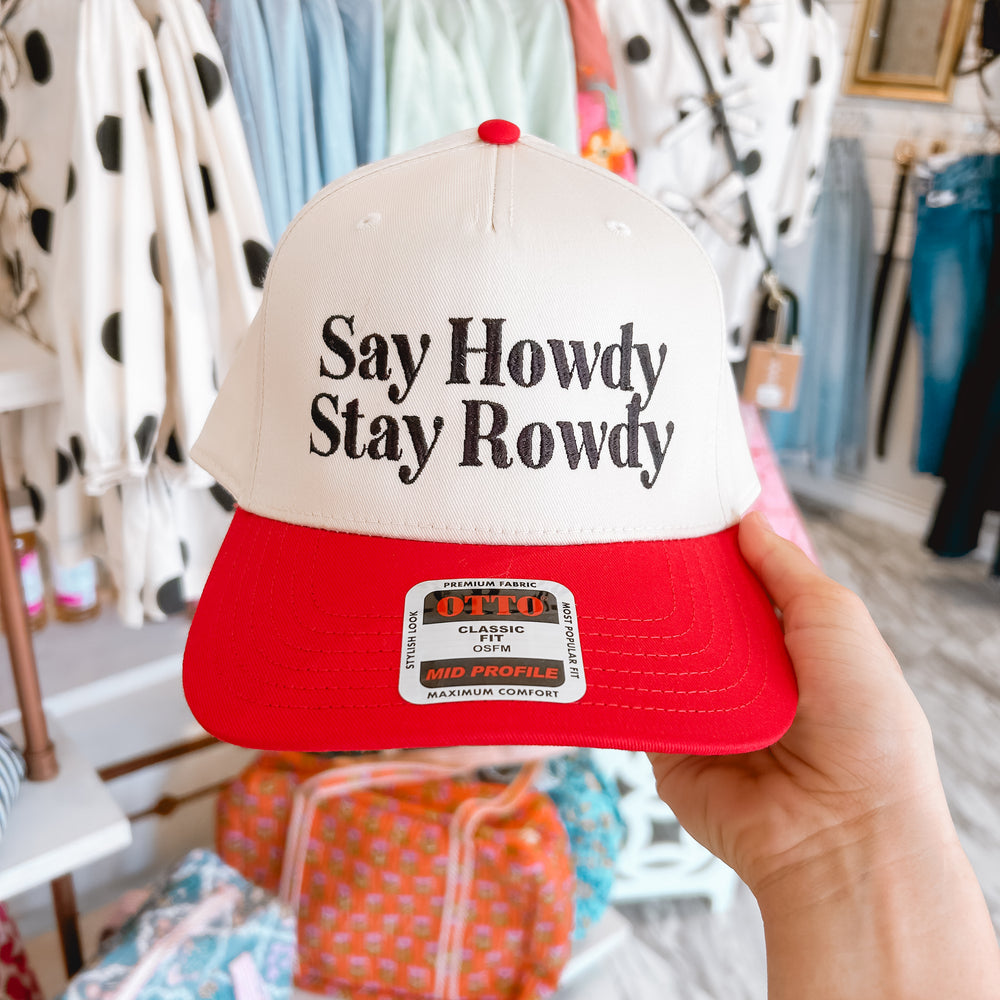 Say Howdy
Stay Rowdy
PREMIUM FABRIC
OTTO
STYLISH LOOK
CLASSIC
FIT
OSFM
MOST POPULAR FIT
MID PROFILE
MAXIMUM COMFORT